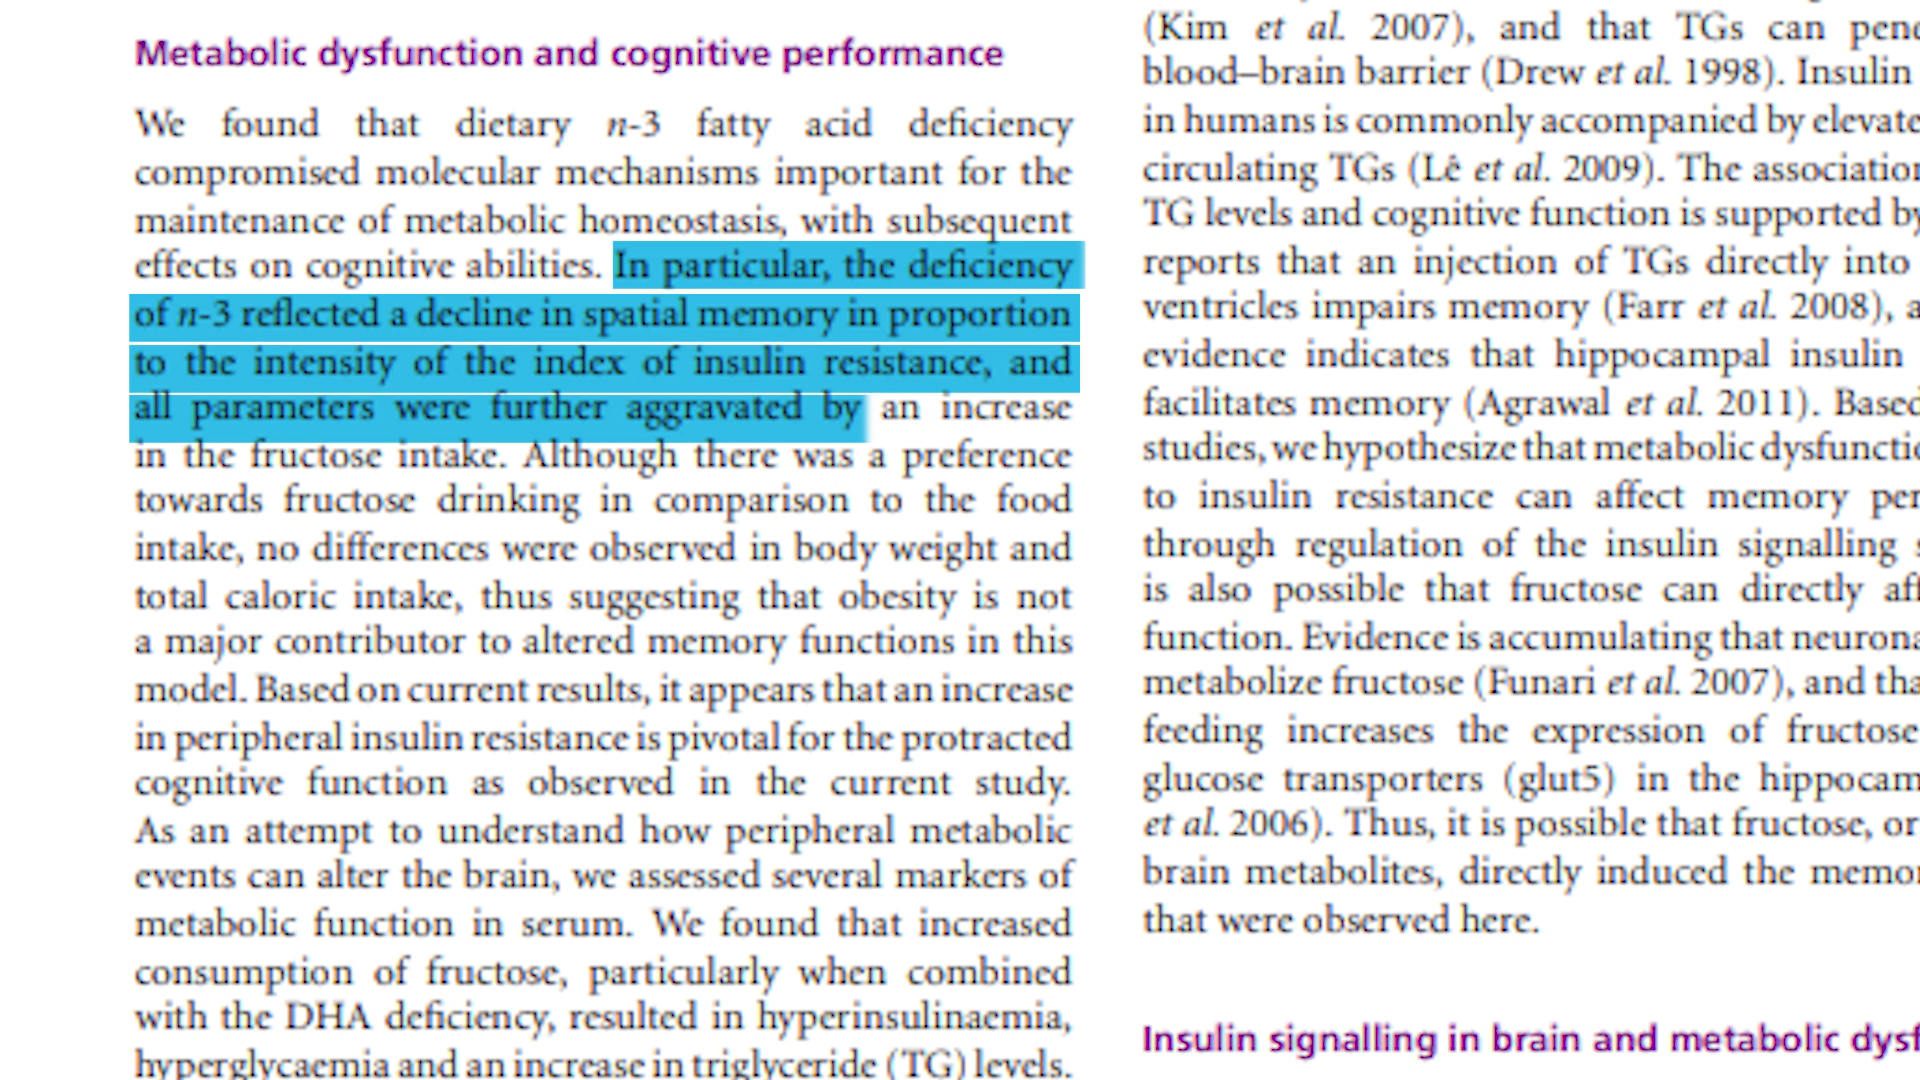 Metabolic dysfunction and cognitive performance
We found that dietary n-3 fatty acid deficiency
compromised molecular mechanisms important for the
maintenance of metabolic homeostasis, with subsequent
effects on cognitive abilities. In particular, the deficiency
of n-3 reflected a decline in spatial memory in proportion
to the intensity of the index of insulin resistance, and
all parameters were further aggravated by an increase
in the fructose intake. Although there was a preference
towards fructose drinking in comparison to the food
intake, no differences were observed in body weight and
total caloric intake, thus suggesting that obesity is not
a major contributor to altered memory functions in this
model. Based on current results, it appears that an increase
in peripheral insulin resistance is pivotal for the protracted
cognitive function as observed in the current study.
As an attempt to understand how peripheral metabolic
events can alter the brain, we assessed several markers of
metabolic function in serum. We found that increased
consumption of fructose, particularly when combined
with the DHA deficiency, resulted in hyperinsulinaemia,
hyperglycaemia and an increase in triglyceride (TG) levels.
(Kim et al. 2007), and that TGs can
blood–brain barrier (Drew et al. 1998). Insulin
in humans is commonly accompanied by
circulating TGs (Lê et al. 2009). The
TG levels and cognitive function is supported by
reports that an injection of TGs directly into
ventricles impairs memory (Farr et al. 2008),
evidence indicates that hippocampal insulin
facilitates memory (Agrawal et al. 2011). Based
studies, we hypothesize that metabolic
to insulin resistance can affect memory
through regulation of the insulin signalling
is also possible that fructose can directly
function. Evidence is accumulating that
metabolize fructose (Funari et al. 2007), and
feeding increases the expression of fructose
glucose transporters (glut5) in the
et al. 2006). Thus, it is possible that fructose, or
brain metabolites, directly induced the
that were observed here.
Insulin signalling in brain and metabolic